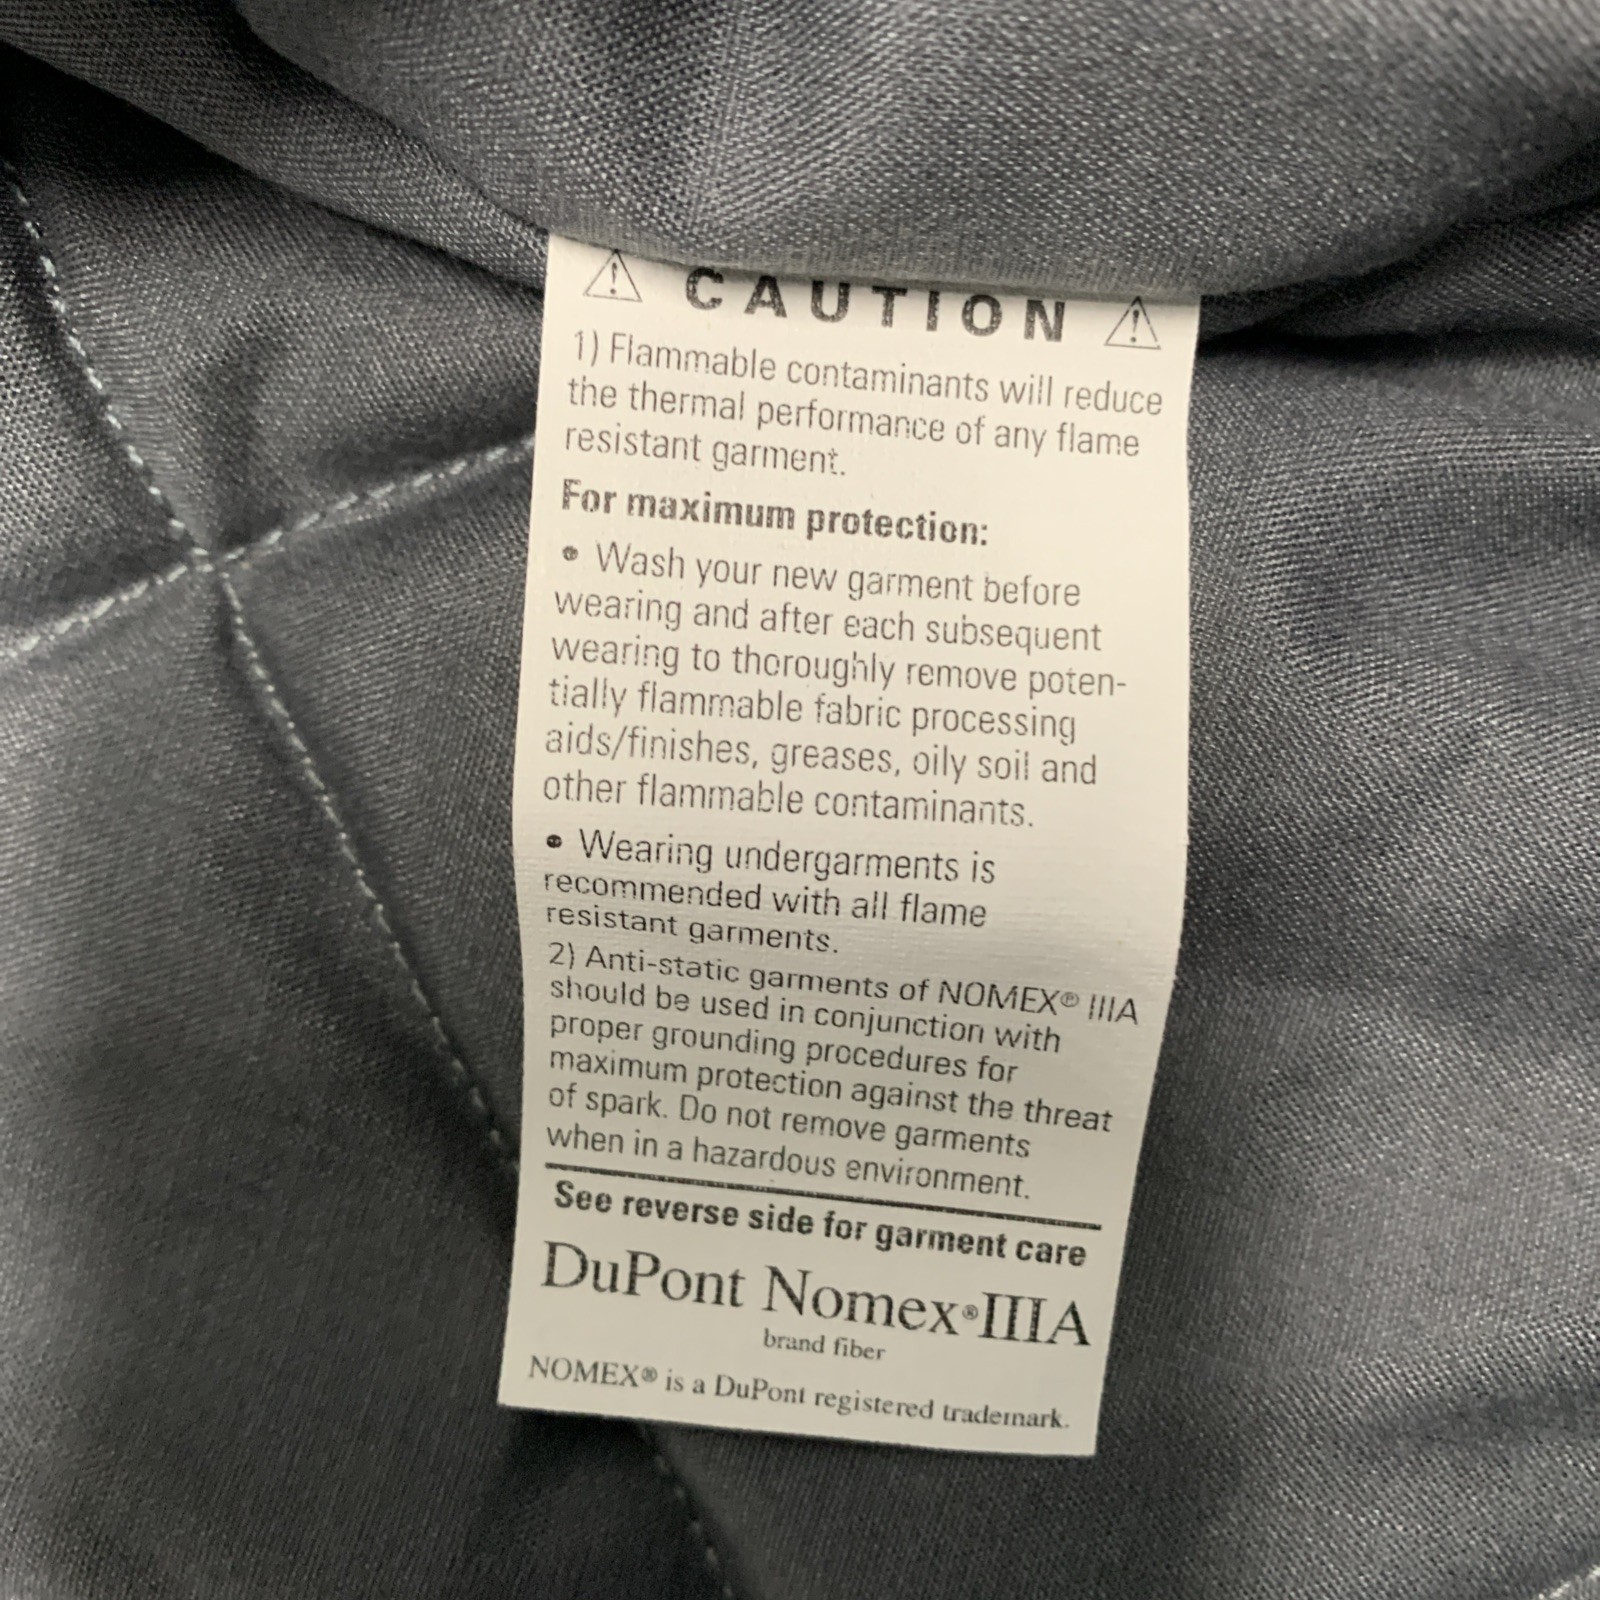 ⚠ CAUTION ⚠
1) Flammable contaminants will reduce
the thermal performance of any flame
resistant garment.
For maximum protection:
• Wash your new garment before
wearing and after each subsequent
wearing to thoroughly remove poten-
tially flammable fabric processing
aids/finishes, greases, oily soil and
other flammable contaminants.
• Wearing undergarments is
recommended with all flame
resistant garments.
2) Anti-static garments of NOMEX® IIIA
should be used in conjunction with
proper grounding procedures for
maximum protection against the threat
of spark. Do not remove garments
when in a hazardous environment.
See reverse side for garment care
DuPont Nomex®IIIA
brand fiber
NOMEX® is a DuPont registered trademark.